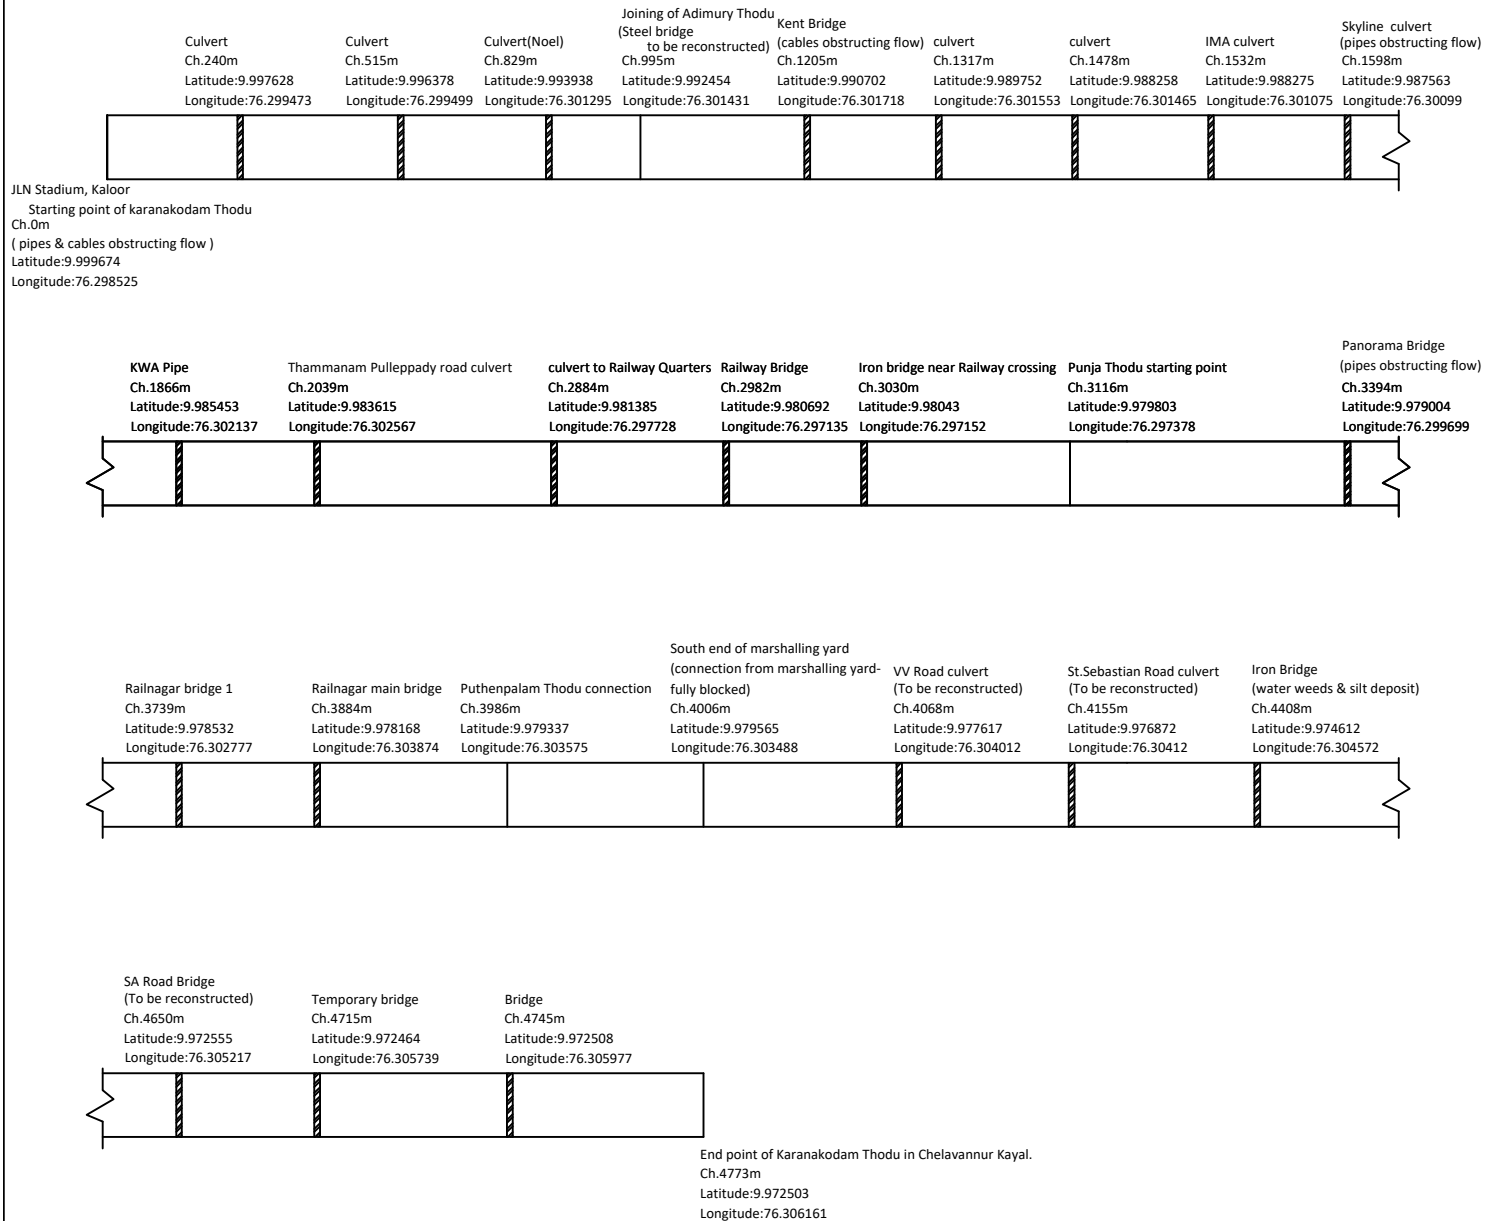 Culvert
Ch.240m
Latitude:9.997628
Longitude:76.299473
Culvert
Ch.515m
Latitude:9.996378
Longitude:76.299499
Culvert(Noel)
Ch.829m
Latitude:9.993938
Longitude:76.301295
Joining of Adimury Thodu
(Steel bridge
to be reconstructed)
Ch.995m
Latitude:9.992454
Longitude:76.301431
Kent Bridge
(cables obstructing flow)
Ch.1205m
Latitude:9.990702
Longitude:76.301718
culvert
Ch.1317m
Latitude:9.989752
Longitude:76.301553
culvert
Ch.1478m
Latitude:9.988258
Longitude:76.301465
IMA culvert
Ch.1532m
Latitude:9.988275
Longitude:76.301075
Skyline culvert
(pipes obstructing flow)
Ch.1598m
Latitude:9.987563
Longitude:76.30099
JLN Stadium, Kaloor
Starting point of karanakodam Thodu
Ch.0m
( pipes & cables obstructing flow )
Latitude:9.999674
Longitude:76.298525
KWA Pipe
Ch.1866m
Latitude:9.985453
Longitude:76.302137
Thammanam Pulleppady road culvert
Ch.2039m
Latitude:9.983615
Longitude:76.302567
culvert to Railway Quarters
Ch.2884m
Latitude:9.981385
Longitude:76.297728
Railway Bridge
Ch.2982m
Latitude:9.980692
Longitude:76.297135
Iron bridge near Railway crossing
Ch.3030m
Latitude:9.98043
Longitude:76.297152
Punja Thodu starting point
Ch.3116m
Latitude:9.979803
Longitude:76.297378
Panorama Bridge
(pipes obstructing flow)
Ch.3394m
Latitude:9.979004
Longitude:76.299699
Railnagar bridge 1
Ch.3739m
Latitude:9.978532
Longitude:76.302777
Railnagar main bridge
Ch.3884m
Latitude:9.978168
Longitude:76.303874
Puthenpalam Thodu connection
Ch.3986m
Latitude:9.979337
Longitude:76.303575
South end of marshalling yard
(connection from marshalling yard-
fully blocked)
Ch.4006m
Latitude:9.979565
Longitude:76.303488
VV Road culvert
(To be reconstructed)
Ch.4068m
Latitude:9.977617
Longitude:76.304012
St.Sebastian Road culvert
(To be reconstructed)
Ch.4155m
Latitude:9.976872
Longitude:76.30412
Iron Bridge
(water weeds & silt deposit)
Ch.4408m
Latitude:9.974612
Longitude:76.304572
SA Road Bridge
(To be reconstructed)
Ch.4650m
Latitude:9.972555
Longitude:76.305217
Temporary bridge
Ch.4715m
Latitude:9.972464
Longitude:76.305739
Bridge
Ch.4745m
Latitude:9.972508
Longitude:76.305977
End point of Karanakodam Thodu in Chelavannur Kayal.
Ch.4773m
Latitude:9.972503
Longitude:76.306161